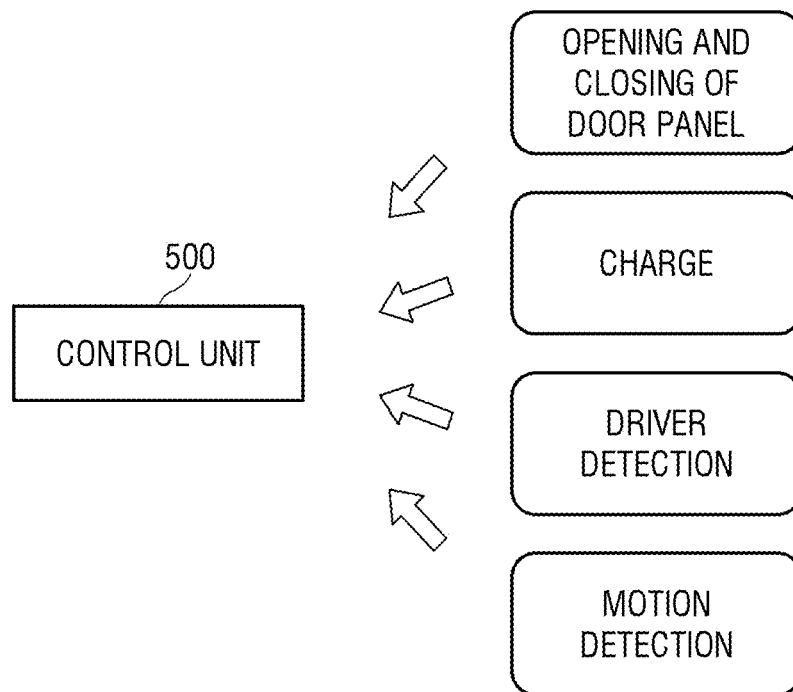 OPENING AND
CLOSING OF
DOOR PANEL
500
CHARGE
CONTROL UNIT
DRIVER
DETECTION
MOTION
DETECTION